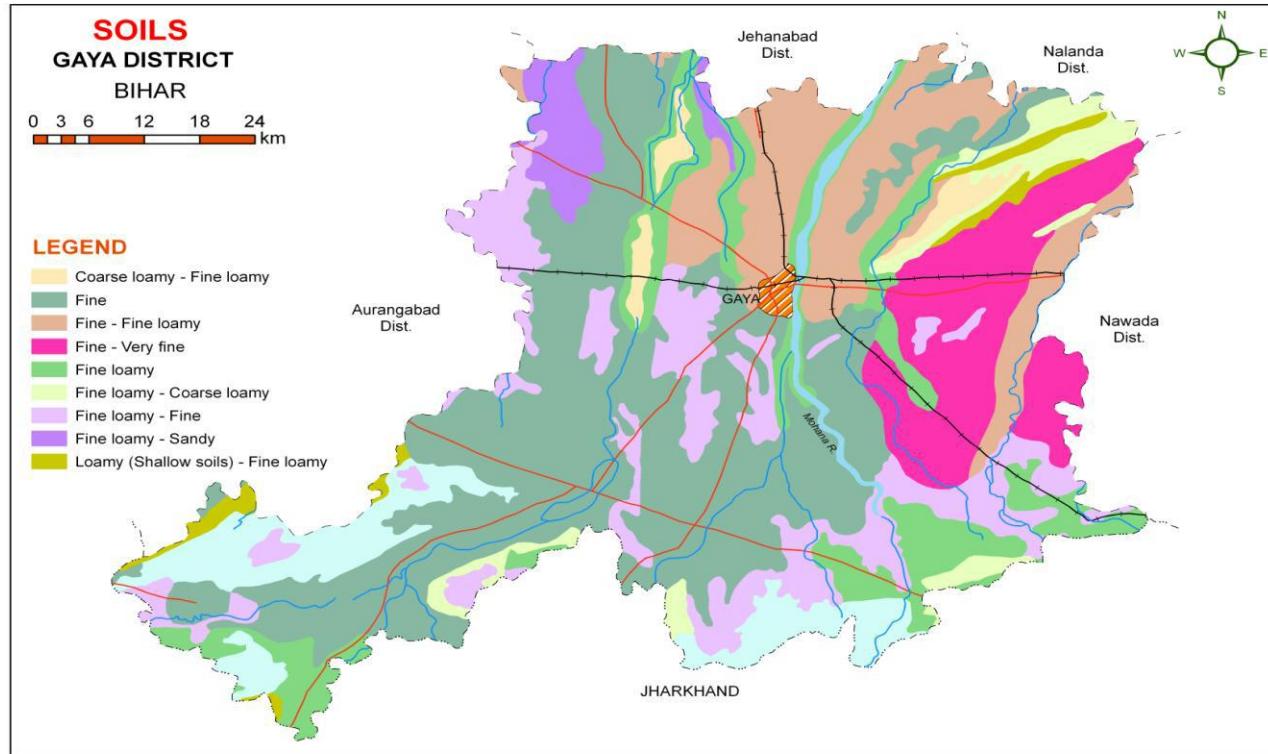 SOILS
GAYA DISTRICT
BIHAR
0 3 6 12 18 24
km
Jehanabad
Dist.
Nalanda
Dist.
N
W E
S
LEGEND
Coarse loamy - Fine loamy
Fine
Fine - Fine loamy
Fine - Very fine
Fine loamy
Fine loamy - Coarse loamy
Fine loamy - Fine
Fine loamy - Sandy
Loamy (Shallow soils) - Fine loamy
Aurangabad
Dist.
GAYA
Nawada
Dist.
Mohana R.
JHARKHAND